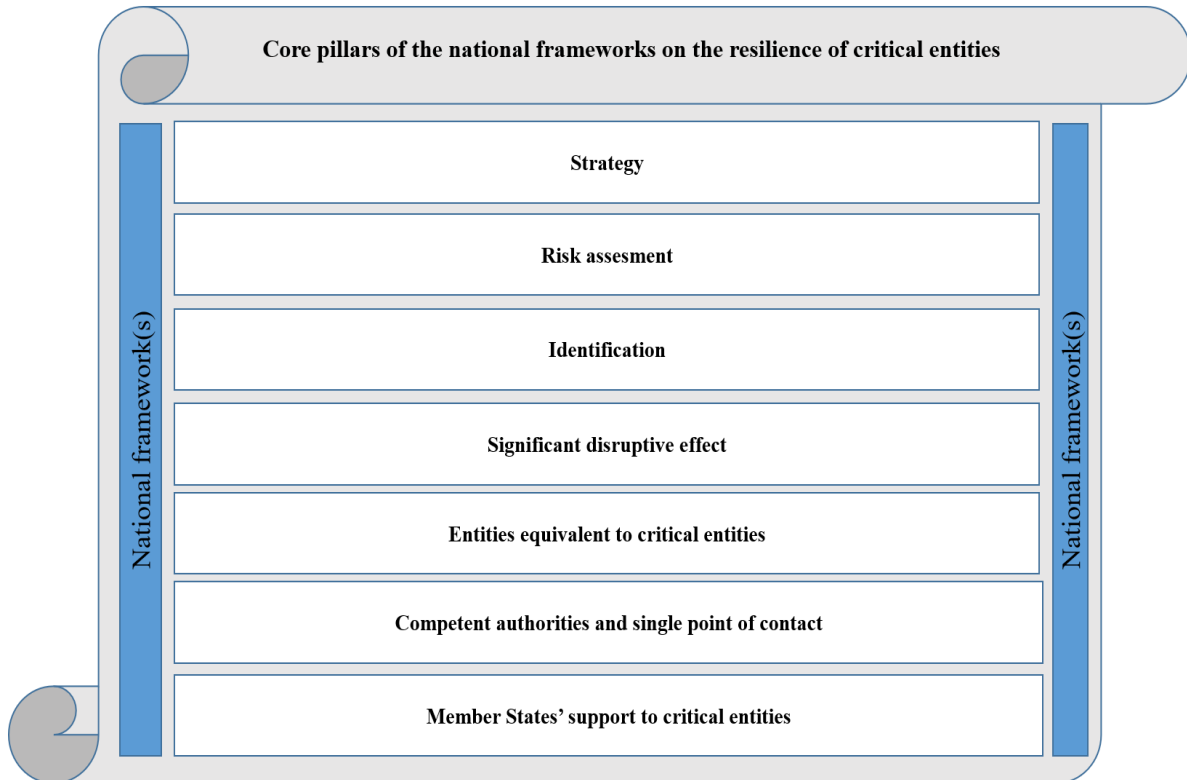 Core pillars of the national frameworks on the resilience of critical entities
National framework(s)
Strategy
Risk assesment
Identification
Significant disruptive effect
Entities equivalent to critical entities
Competent authorities and single point of contact
Member States’ support to critical entities
National framework(s)